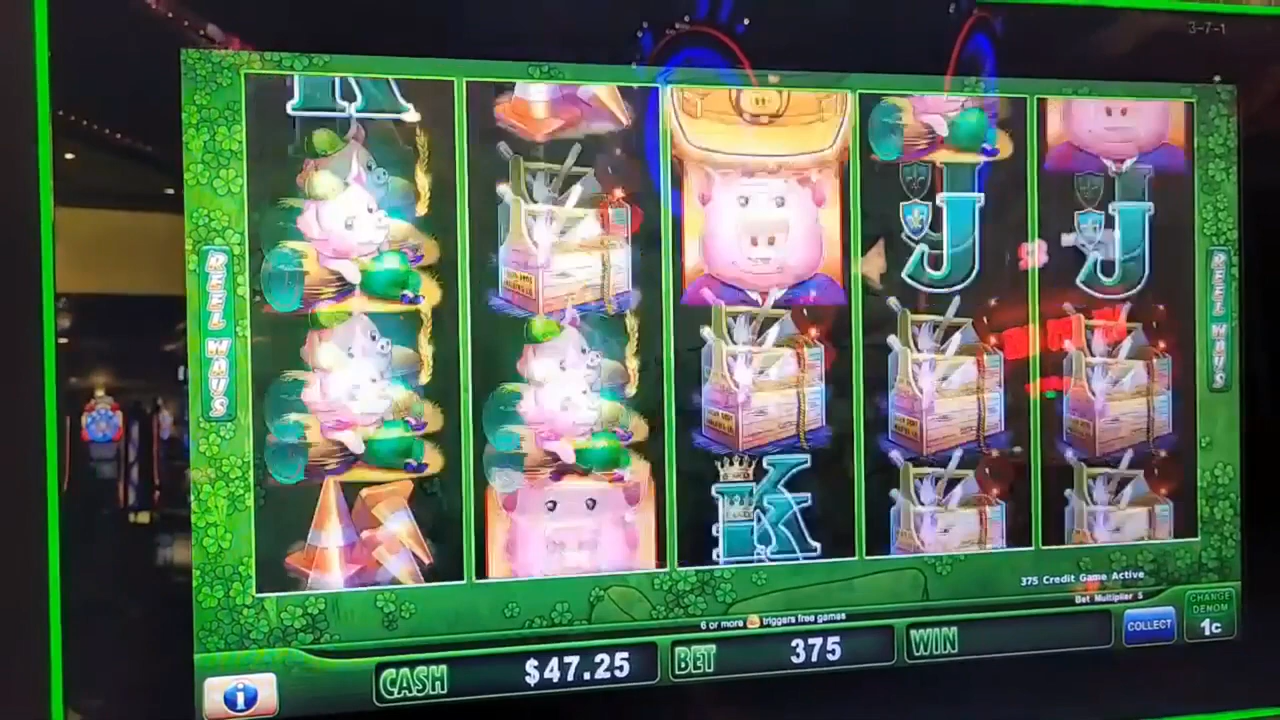 3-7-1
K
J
J
REEL WAYS
REEL WAYS
K
375 Credit Game Active
Bet Multiplier 5
6 or more triggers free games
CASH $47.25
BET 375
WIN
COLLECT
CHANGE
DENOM
1c
i